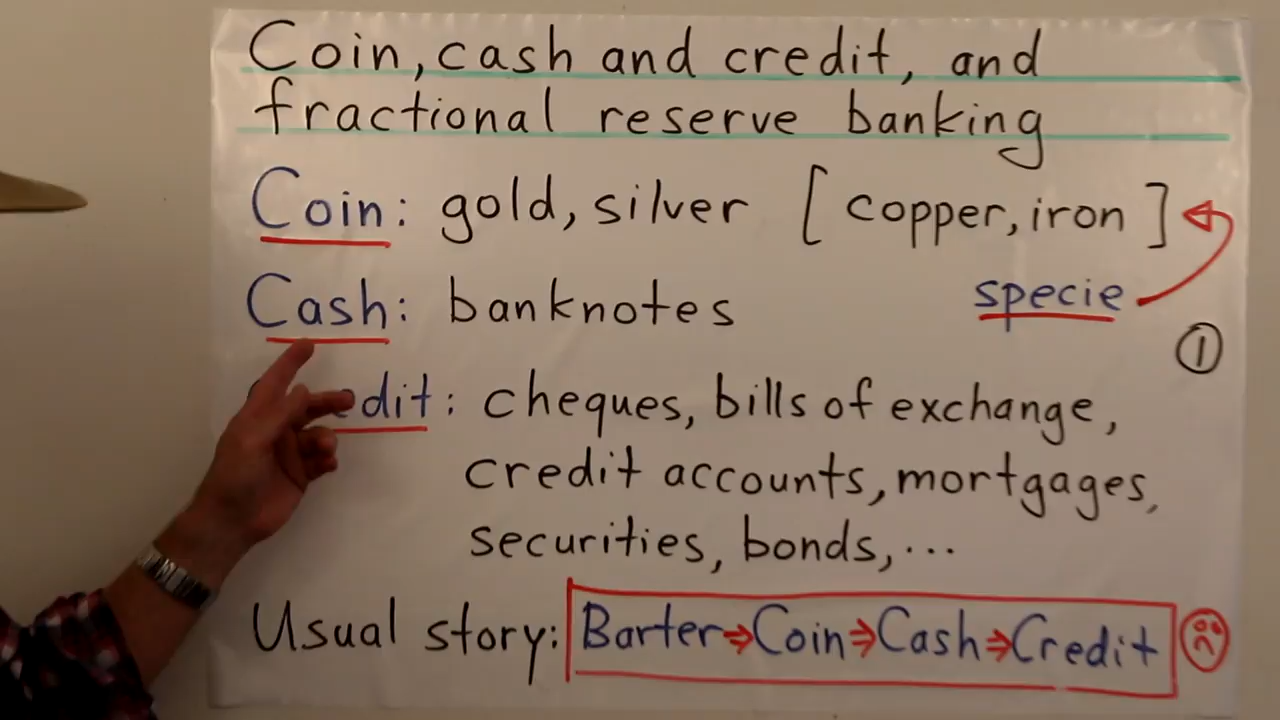 Coin, cash and credit, and
fractional reserve banking
Coin: gold, silver [copper, iron]
Cash: banknotes
specie
①
edit: cheques, bills of exchange,
credit accounts, mortgages,
securities, bonds, ...
Usual story: Barter ⇒ Coin ⇒ Cash ⇒ Credit